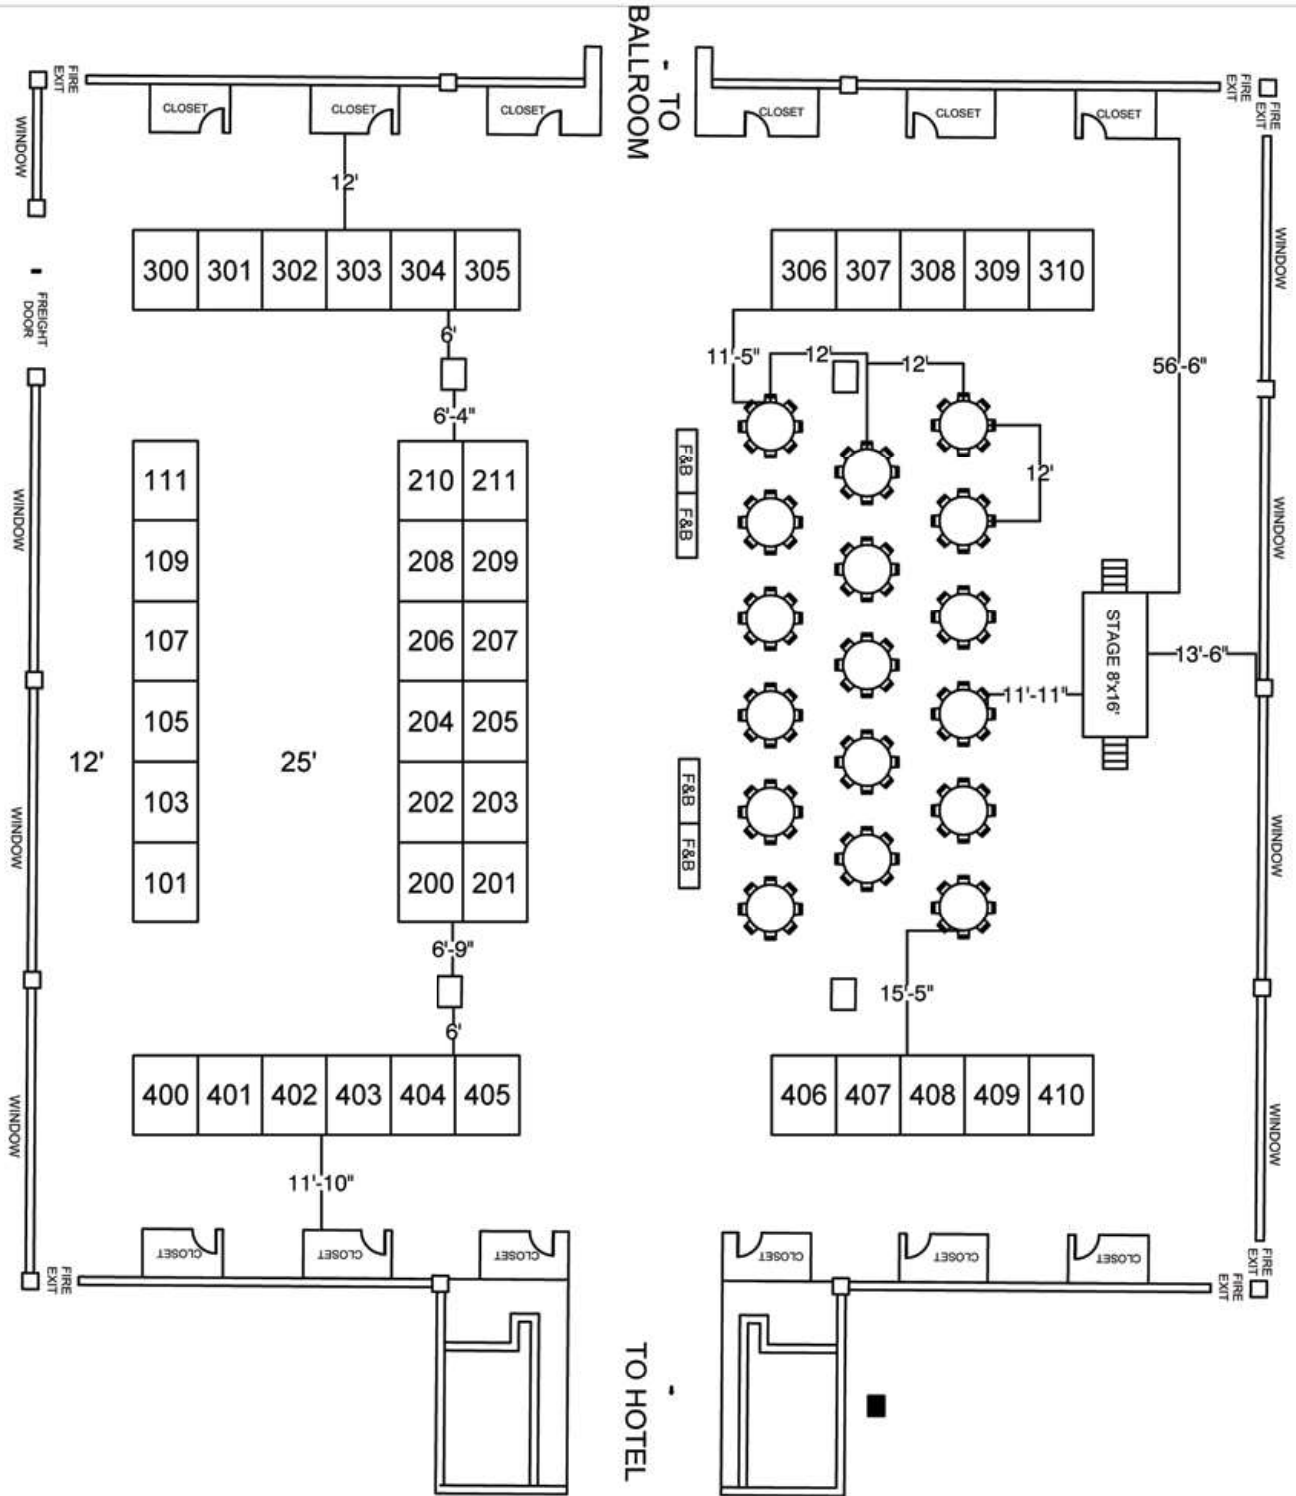 BALLROOM
- TO
FIRE
EXIT
CLOSET
CLOSET
CLOSET
CLOSET
CLOSET
CLOSET
FIRE
EXIT
FIRE
EXIT
WINDOW
12'
300 301 302 303 304 305
306 307 308 309 310
WINDOW
FREIGHT
DOOR
6'
11'-5"
12'
12'
56'-6"
6'-4"
111
210 211
F&B
12'
WINDOW
WINDOW
109
208 209
F&B
107
206 207
STAGE 8'x16'
13'-6"
11'-11"
105
204 205
12'
25'
103
202 203
F&B
WINDOW
WINDOW
101
200 201
F&B
6'-9"
15'-5"
6'
400 401 402 403 404 405
406 407 408 409 410
WINDOW
WINDOW
11'-10"
CLOSET
CLOSET
CLOSET
CLOSET
CLOSET
CLOSET
FIRE
EXIT
FIRE
EXIT
FIRE
EXIT
TO HOTEL